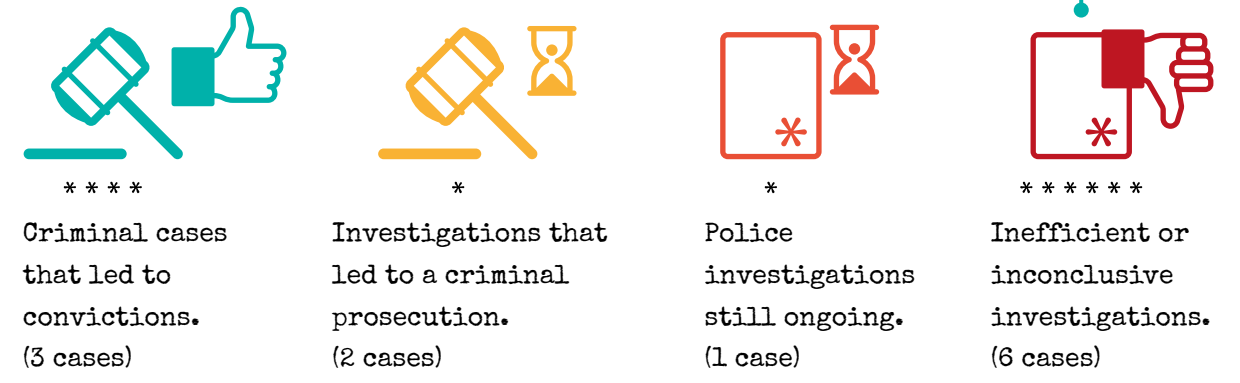 * * * *
Criminal cases
that led to
convictions.
(3 cases)
*
Investigations that
led to a criminal
prosecution.
(2 cases)
*
*
Police
investigations
still ongoing.
(1 case)
*
* * * * * *
Inefficient or
inconclusive
investigations.
(6 cases)